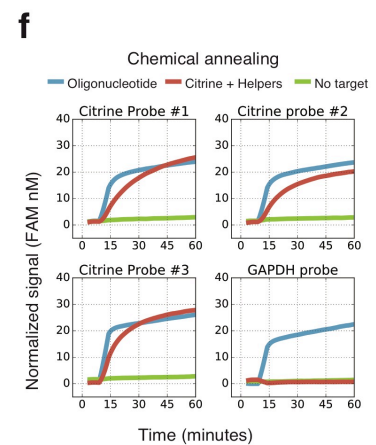 f
Chemical annealing
Oligonucleotide Citrine + Helpers No target
Citrine Probe #1 Citrine probe #2
40 40
30 30
20 20
10 10
0 0
0 15 30 45 60 0 15 30 45 60
Citrine Probe #3 GAPDH probe
40 40
30 30
20 20
10 10
0 0
0 15 30 45 60 0 15 30 45 60
Normalized signal (FAM nM)
Time (minutes)